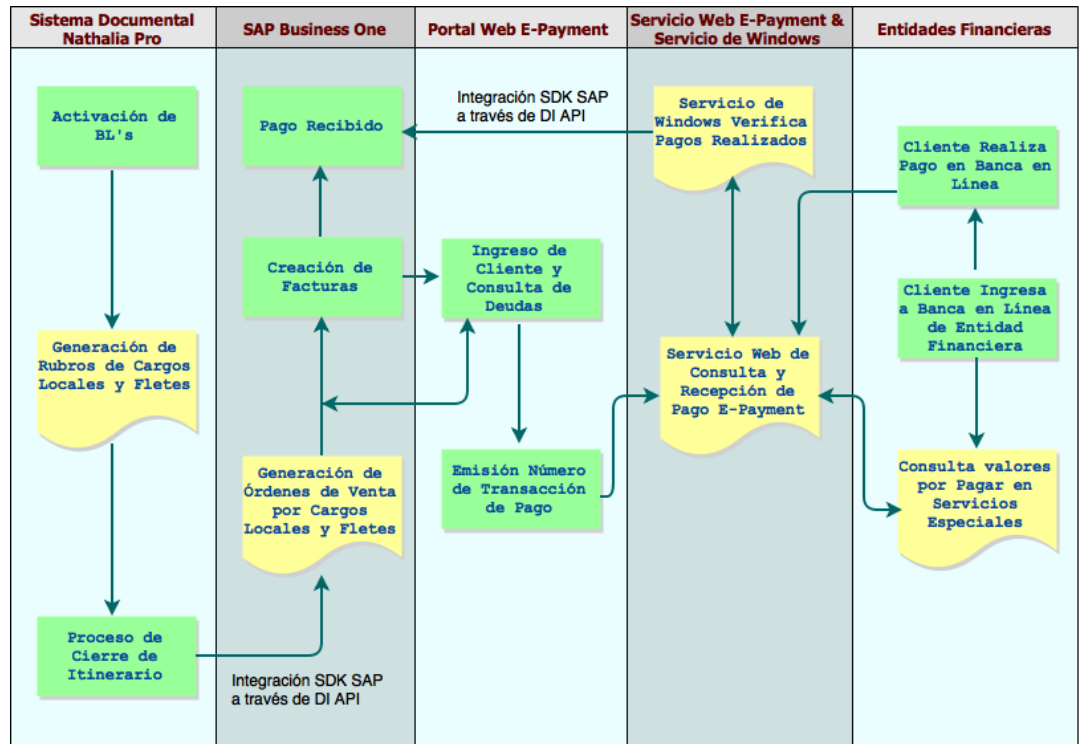 Sistema Documental
Nathalia Pro
SAP Business One
Portal Web E-Payment
Servicio Web E-Payment &
Servicio de Windows
Entidades Financieras
Activación de
BL's
Generación de
Rubros de Cargos
Locales y Fletes
Proceso de
Cierre de
Itinerario
Pago Recibido
Creación de
Facturas
Generación de
Órdenes de Venta
por Cargos
Locales y Fletes
Integración SDK SAP
a través de DI API
Integración SDK SAP
a través de DI API
Ingreso de
Cliente y
Consulta de
Deudas
Emisión Número
de Transacción
de Pago
Servicio de
Windows Verifica
Pagos Realizados
Servicio Web de
Consulta y
Recepción de
Pago E-Payment
Cliente Realiza
Pago en Banca en
Línea
Cliente Ingresa
a Banca en Línea
de Entidad
Financiera
Consulta valores
por Pagar en
Servicios
Especiales